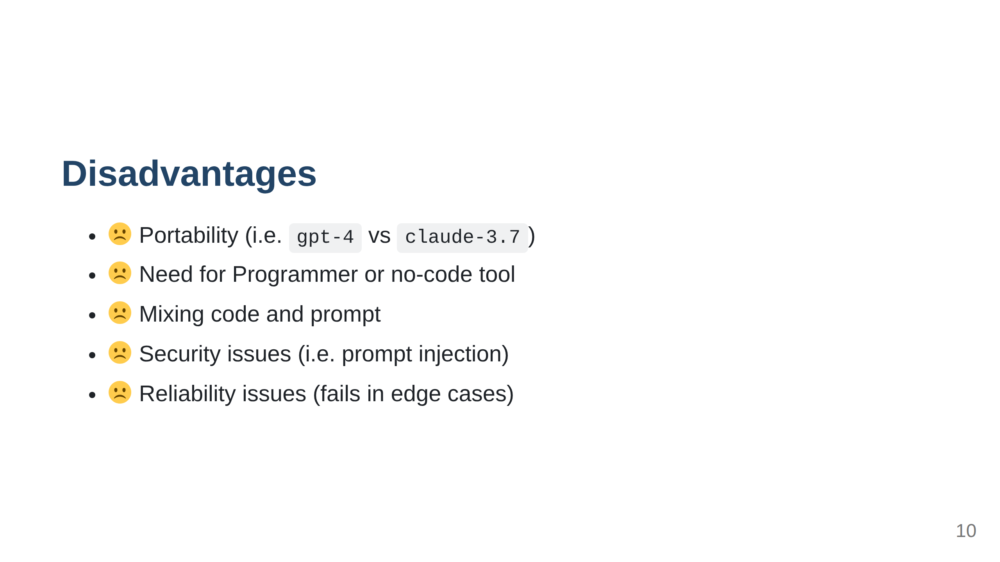 Disadvantages
• 🙁 Portability (i.e. gpt-4 vs claude-3.7)
• 🙁 Need for Programmer or no-code tool
• 🙁 Mixing code and prompt
• 🙁 Security issues (i.e. prompt injection)
• 🙁 Reliability issues (fails in edge cases)
10